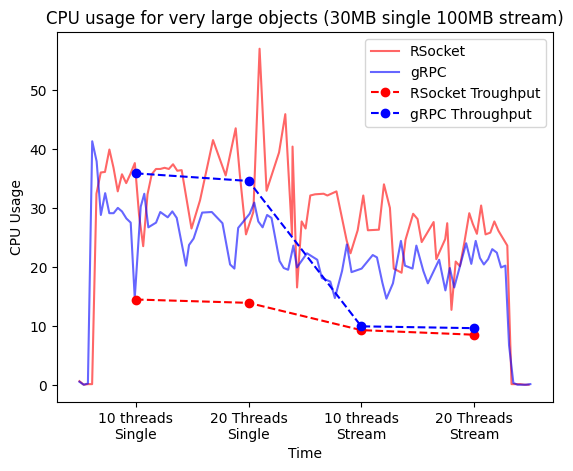 CPU usage for very large objects (30MB single 100MB stream)
RSocket
gRPC
RSocket Troughput
gRPC Throughput
CPU Usage
50
40
30
20
10
0
10 threads
Single
20 Threads
Single
10 threads
Stream
20 Threads
Stream
Time